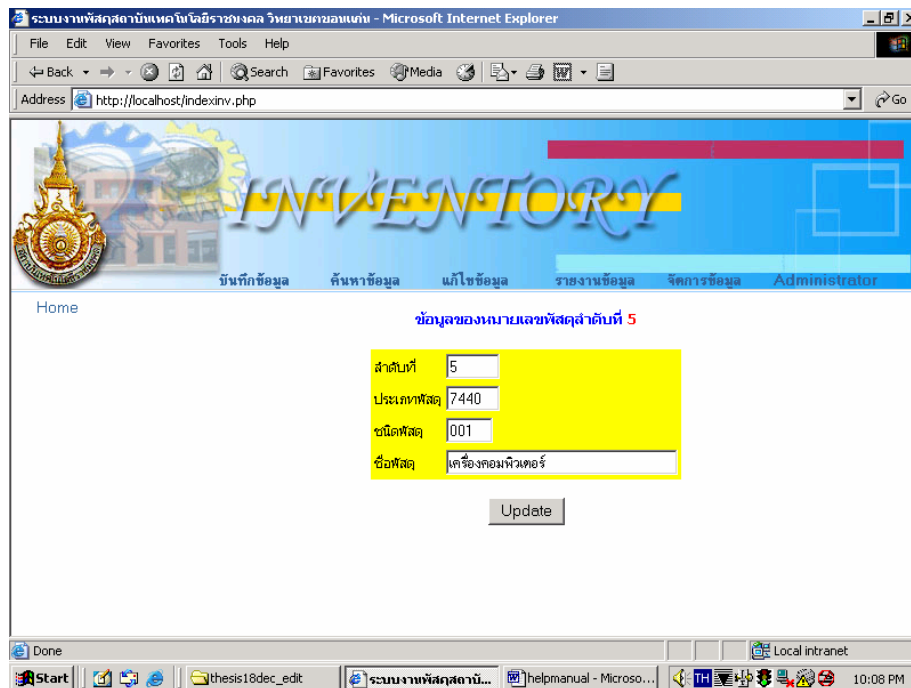 ระบบงานพัสดุสถาบันเทคโนโลยีราชมงคล วิทยาเขตขอนแก่น - Microsoft Internet Explorer
File Edit View Favorites Tools Help
Back Search Favorites Media
Address http://localhost/indexinv.php Go
INVENTORY
บันทึกข้อมูล ค้นหาข้อมูล แก้ไขข้อมูล รายงานข้อมูล จัดการข้อมูล Administrator
Home
ข้อมูลของหมายเลขพัสดุลำดับที่ 5
ลำดับที่ 5
ประเภทพัสดุ 7440
ชนิดพัสดุ 001
ชื่อพัสดุ เครื่องคอมพิวเตอร์
Update
Done Local intranet
Start thesis18dec_edit ระบบงานพัสดุสถาบั... helpmanual - Microso... TH 10:08 PM